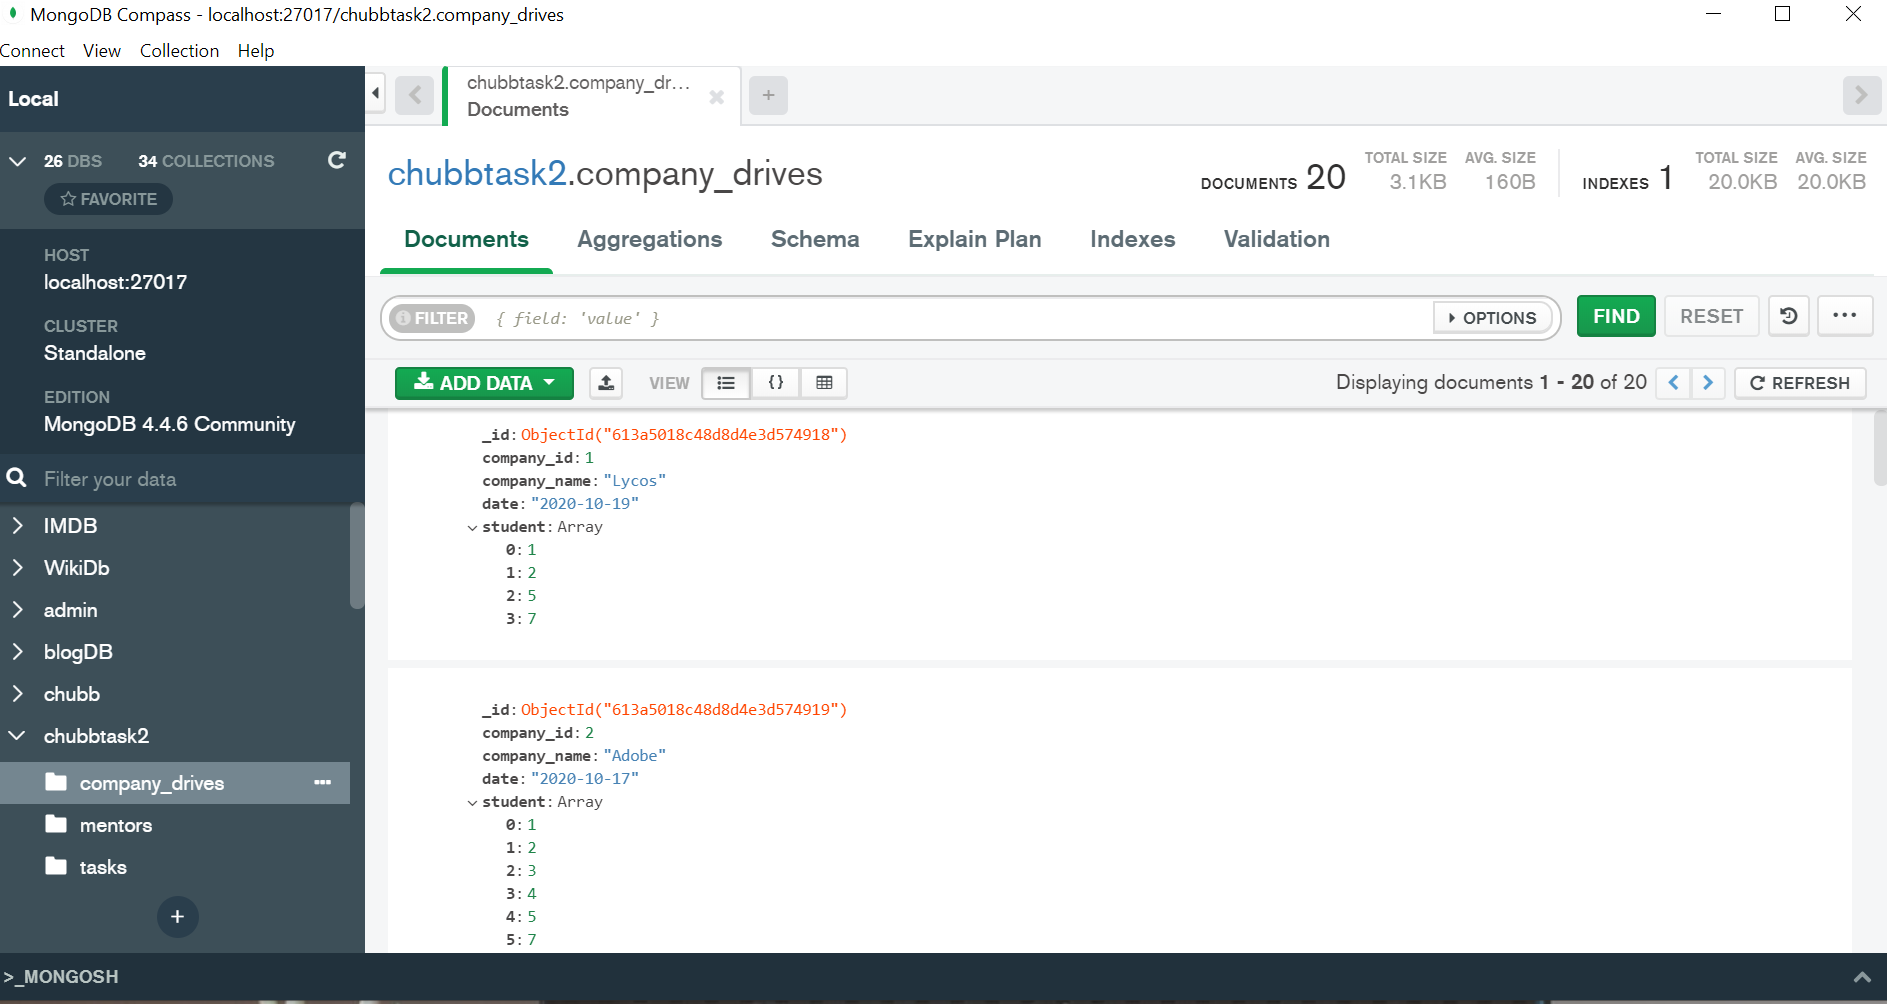 MongoDB Compass - localhost:27017/chubbtask2.company_drives
Connect View Collection Help
Local
26 DBS 34 COLLECTIONS
FAVORITE
HOST
localhost:27017
CLUSTER
Standalone
EDITION
MongoDB 4.4.6 Community
Filter your data
IMDB
WikiDb
admin
blogDB
chubb
chubbtask2
company_drives
mentors
tasks
+
chubbtask2.company_dr...
Documents
+
chubbtask2.company_drives
DOCUMENTS 20
TOTAL SIZE
3.1KB
AVG. SIZE
160B
INDEXES 1
TOTAL SIZE
20.0KB
AVG. SIZE
20.0KB
Documents Aggregations Schema Explain Plan Indexes Validation
FILTER { field: 'value' } OPTIONS FIND RESET
ADD DATA VIEW {} Displaying documents 1 - 20 of 20 REFRESH
_id: ObjectId("613a5018c48d8d4e3d574918")
company_id: 1
company_name: "Lycos"
date: "2020-10-19"
student: Array
0: 1
1: 2
2: 5
3: 7
_id: ObjectId("613a5018c48d8d4e3d574919")
company_id: 2
company_name: "Adobe"
date: "2020-10-17"
student: Array
0: 1
1: 2
2: 3
3: 4
4: 5
5: 7
>_MONGOSH